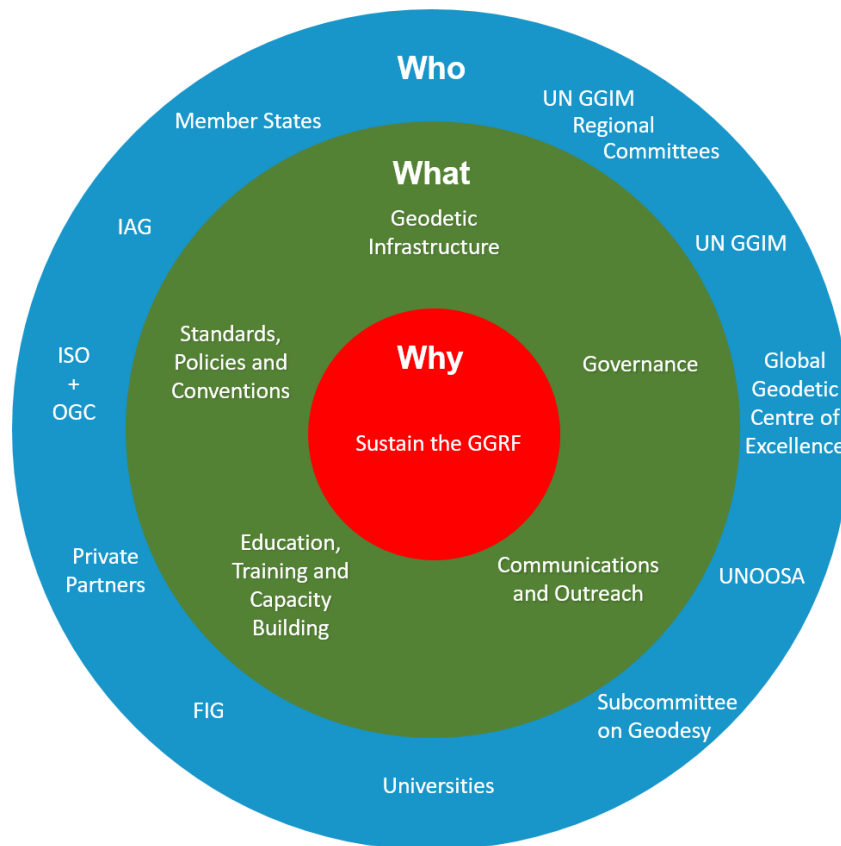 Who
UN GGIM
Regional
Committees
Member States
What
Geodetic
Infrastructure
IAG
UN GGIM
Standards,
Policies and
Conventions
Why
Governance
ISO
+
OGC
Global
Geodetic
Centre of
Excellence
Sustain the GGRF
Education,
Training and
Capacity
Building
Communications
and Outreach
Private
Partners
UNOOSA
FIG
Subcommittee
on Geodesy
Universities